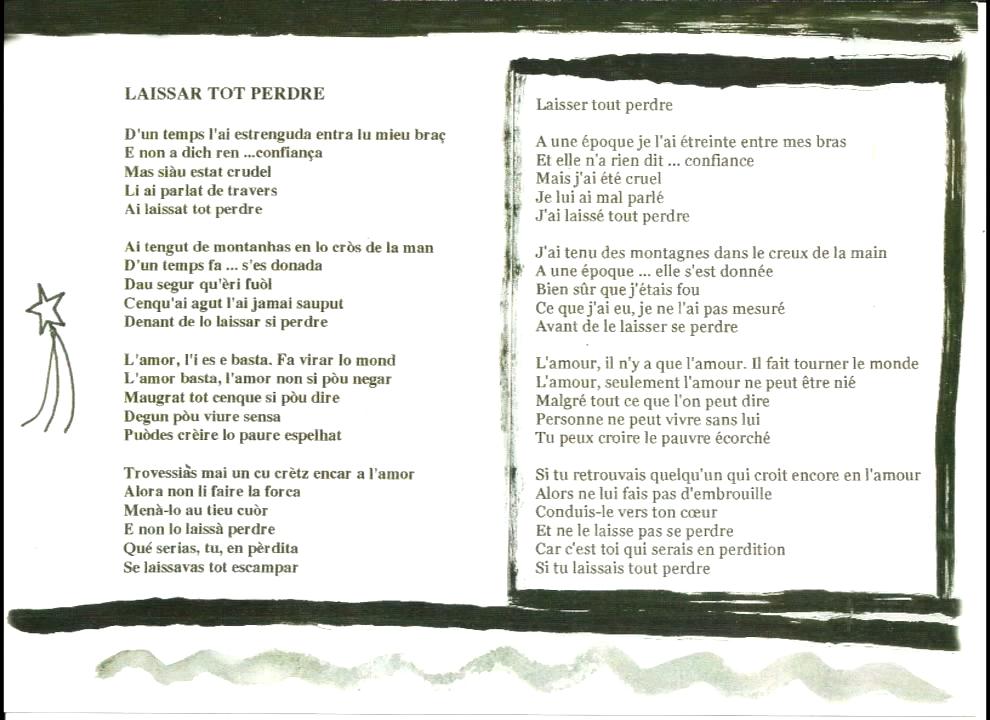 LAISSAR TOT PERDRE
D'un temps l'ai estrenguda entra lu mieu braç
E non a dich ren ...confiança
Mas siàu estat crudel
Li ai parlat de travers
Ai laissat tot perdre
Ai tengut de montanhas en lo cròs de la man
D'un temps fa ... s'es donada
Dau segur qu'èri fuòl
Cenqu'ai agut l'ai jamai sauput
Denant de lo laissar si perdre
L'amor, l'i es e basta. Fa virar lo mond
L'amor basta, l'amor non si pòu negar
Maugrat tot cenque si pòu dire
Degun pòu viure sensa
Puòdes crèire lo paure espelhat
Trovessiàs mai un cu crètz encar a l'amor
Alora non li faire la forca
Menà-lo au tieu cuòr
E non lo laissà perdre
Qué serias, tu, en pèrdita
Se laissavas tot escampar
Laisser tout perdre
A une époque je l'ai étreinte entre mes bras
Et elle n'a rien dit ... confiance
Mais j'ai été cruel
Je lui ai mal parlé
J'ai laissé tout perdre
J'ai tenu des montagnes dans le creux de la main
A une époque ... elle s'est donnée
Bien sûr que j'étais fou
Ce que j'ai eu, je ne l'ai pas mesuré
Avant de le laisser se perdre
L'amour, il n'y a que l'amour. Il fait tourner le monde
L'amour, seulement l'amour ne peut être nié
Malgré tout ce que l'on peut dire
Personne ne peut vivre sans lui
Tu peux croire le pauvre écorché
Si tu retrouvais quelqu'un qui croit encore en l'amour
Alors ne lui fais pas d'embrouille
Conduis-le vers ton cœur
Et ne le laisse pas se perdre
Car c'est toi qui serais en perdition
Si tu laissais tout perdre